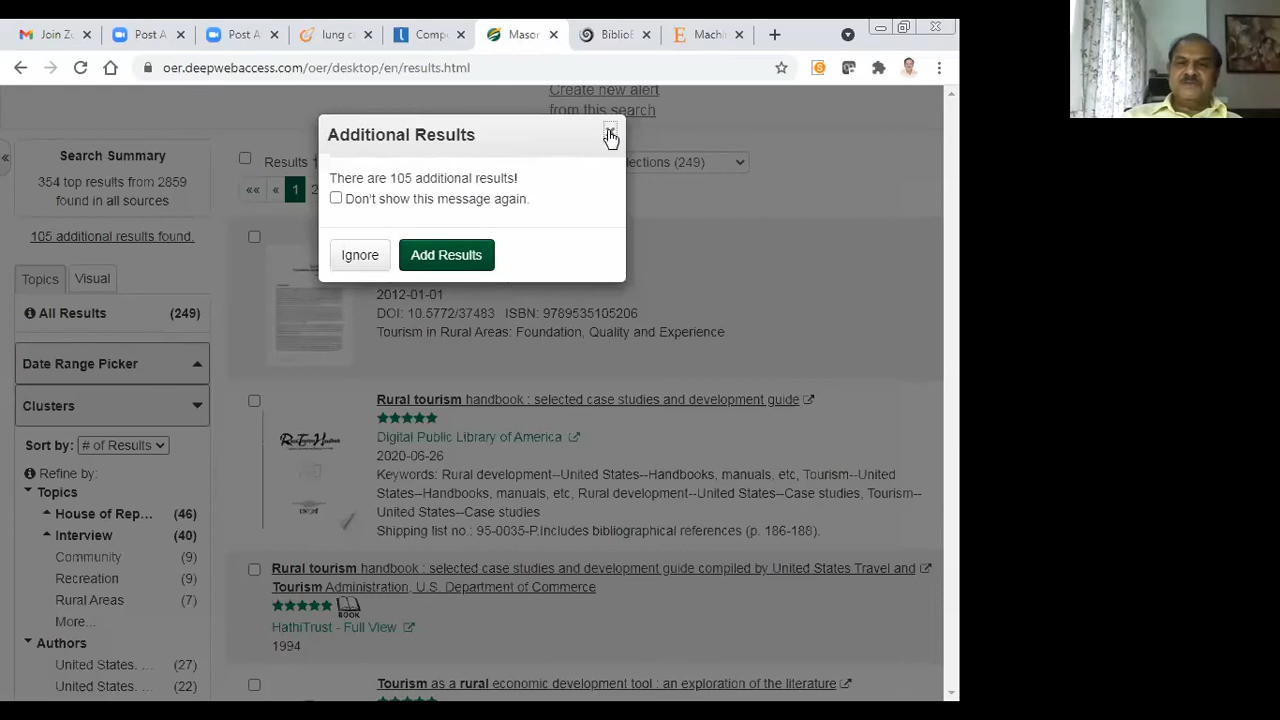 Join Zo
Post A
Post A
lung c
Compu
Mason
BiblioE
Machi
oer.deepwebaccess.com/oer/desktop/en/results.html
Create new alert
from this search
Additional Results
Search Summary
354 top results from 2859
found in all sources
105 additional results found.
Results 1
lections (249)
«« « 1 2
There are 105 additional results!
Don't show this message again.
Ignore
Add Results
Topics
Visual
All Results (249)
Date Range Picker
Clusters
Sort by: # of Results
Refine by:
Topics
House of Rep... (46)
Interview (40)
Community (9)
Recreation (9)
Rural Areas (7)
More...
Authors
United States. ... (27)
United States. ... (22)
2012-01-01
DOI: 10.5772/37483 ISBN: 9789535105206
Tourism in Rural Areas: Foundation, Quality and Experience
Rural tourism handbook : selected case studies and development guide
Digital Public Library of America
2020-06-26
Keywords: Rural development--United States--Handbooks, manuals, etc, Tourism--United
States--Handbooks, manuals, etc, Rural development--United States--Case studies, Tourism--
United States--Case studies
Shipping list no.: 95-0035-P.Includes bibliographical references (p. 186-188).
Rural tourism handbook : selected case studies and development guide compiled by United States Travel and
Tourism Administration, U.S. Department of Commerce
BOOK
HathiTrust - Full View
1994
Tourism as a rural economic development tool : an exploration of the literature